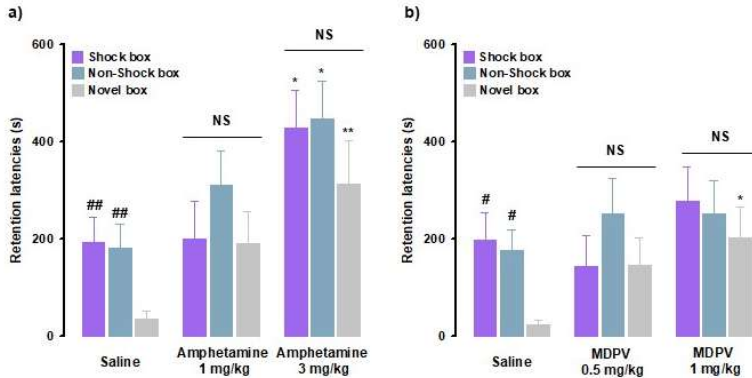 a)
NS
600
Shock box
Non-Shock box
Novel box
* *
NS
**
400
Retention latencies (s)
## ##
200
0
Saline
Amphetamine
1 mg/kg
Amphetamine
3 mg/kg
b)
600
Shock box
Non-Shock box
Novel box
NS
NS
400
Retention latencies (s)
# #
*
200
0
Saline
MDPV
0.5 mg/kg
MDPV
1 mg/kg